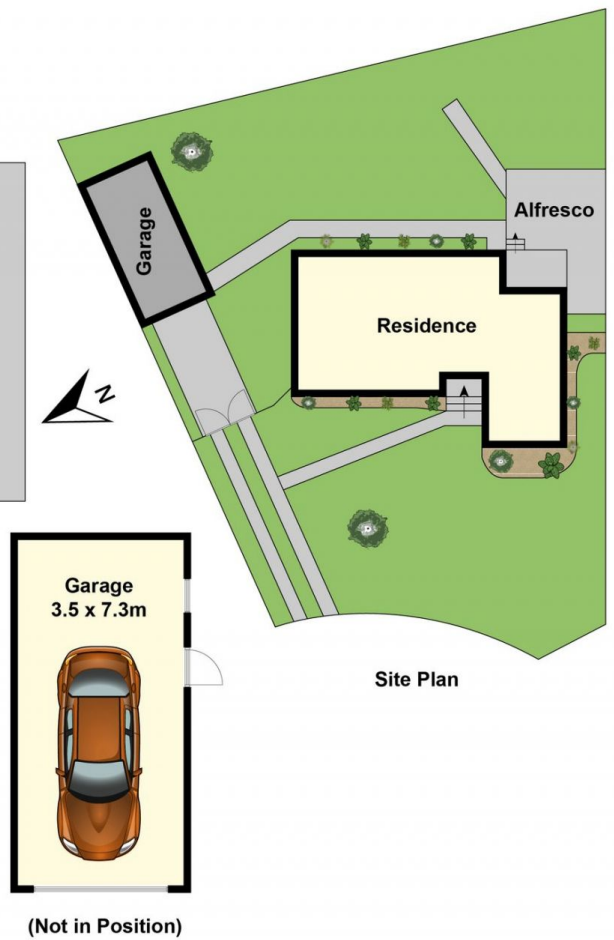 Garage
Alfresco
Residence
N
Garage
3.5 x 7.3m
Site Plan
(Not in Position)